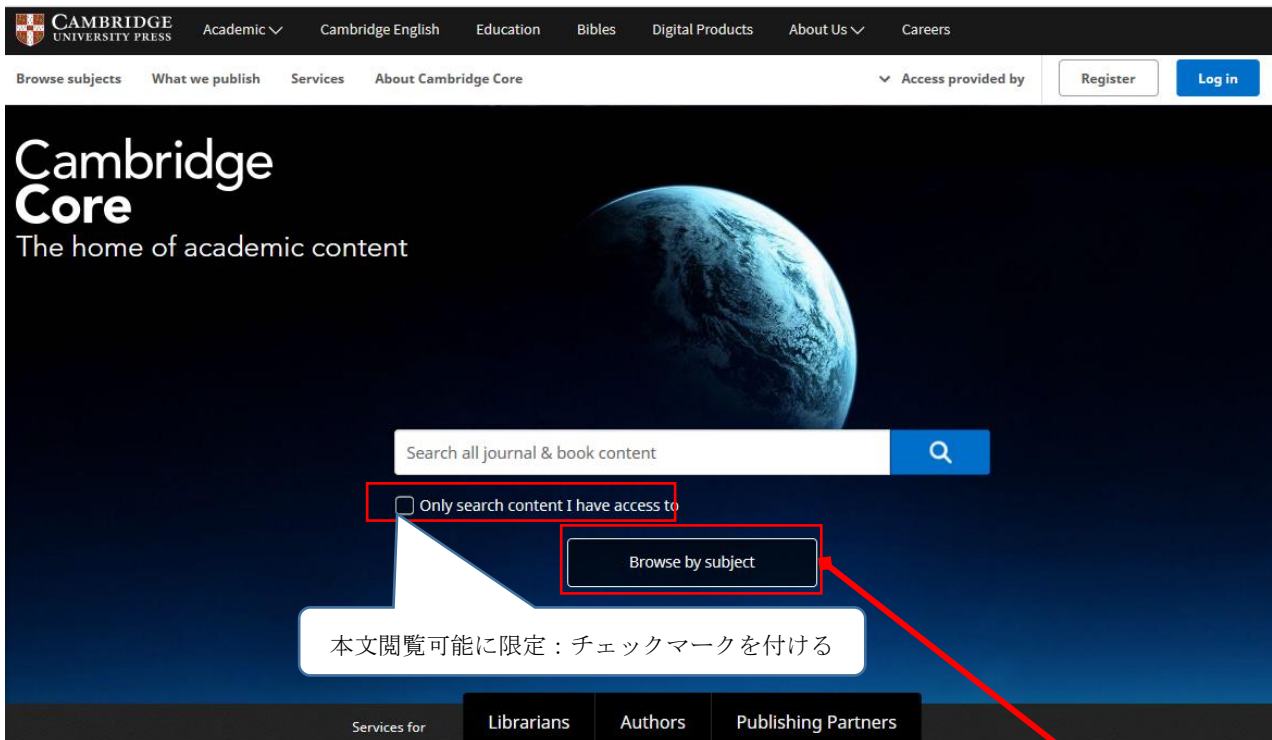 CAMBRIDGE
UNIVERSITY PRESS
Academic Cambridge English Education Bibles Digital Products About Us Careers
Browse subjects What we publish Services About Cambridge Core Access provided by Register Log in
Cambridge
Core
The home of academic content
Search all journal & book content
Only search content I have access to
Browse by subject
本文閲覧可能に限定：チェックマークを付ける
Services for Librarians Authors Publishing Partners